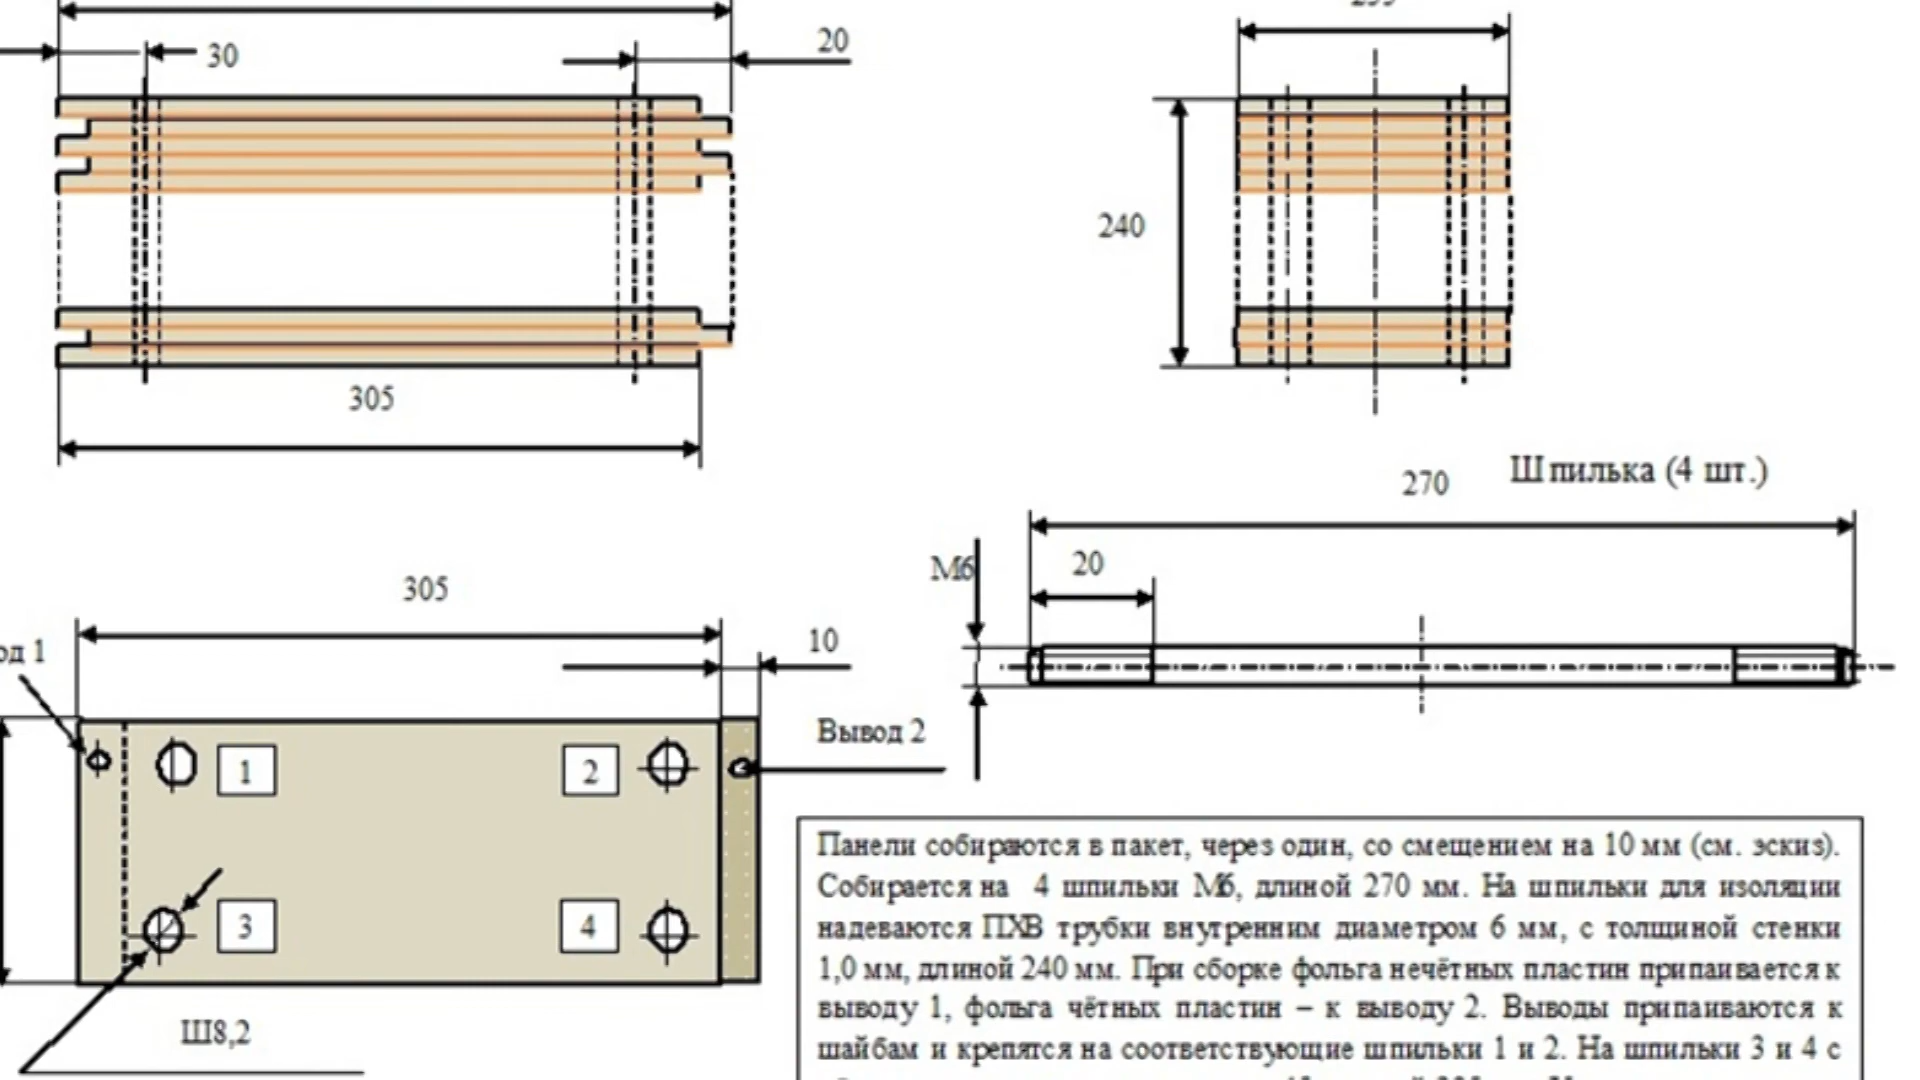 30
20
240
305
Шпилька (4 шт.)
270
М6
20
305
10
од 1
Вывод 2
1
2
3
4
Ш8,2
Панели собираются в пакет, через один, со смещением на 10 мм (см. эскиз).
Собирается на 4 шпильки М6, длиной 270 мм. На шпильки для изоляции
надеваются ПХВ трубки внутренним диаметром 6 мм, с толщиной стенки
1,0 мм, длиной 240 мм. При сборке фольга нечётных пластин припаивается к
выводу 1, фольга чётных пластин – к выводу 2. Выводы припаиваются к
шайбам и крепятся на соответствующие шпильки 1 и 2. На шпильки 3 и 4 с